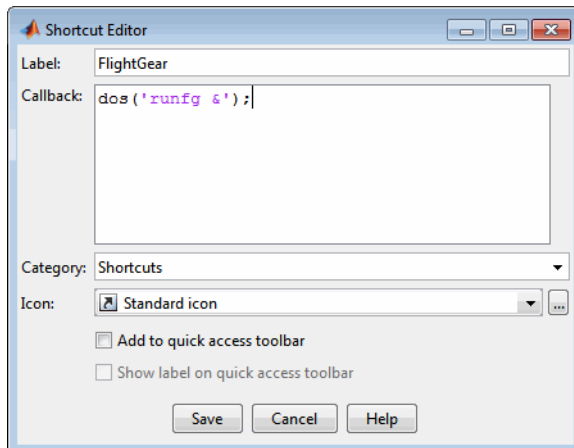 Shortcut Editor
Label: FlightGear
Callback: dos('runfg &');
Category: Shortcuts
Icon: Standard icon ...
Add to quick access toolbar
Show label on quick access toolbar
Save Cancel Help